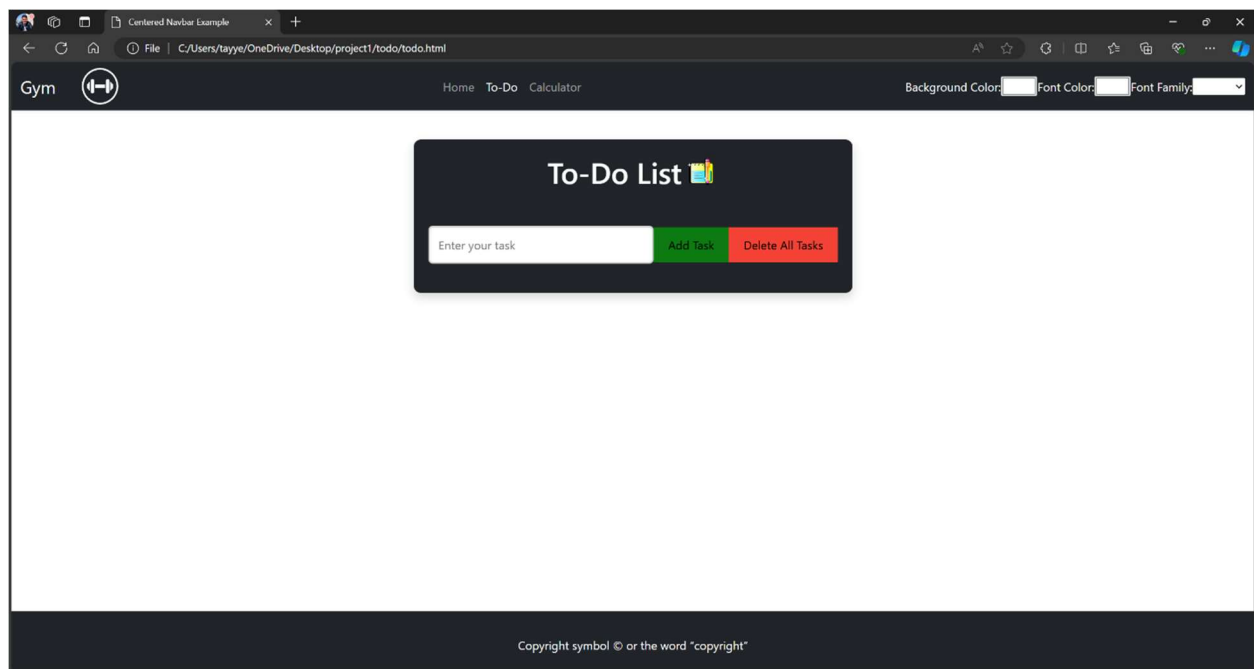 Centered Navbar Example
File | C:/Users/tayye/OneDrive/Desktop/project1/todo/todo.html
Gym Home To-Do Calculator Background Color: Font Color: Font Family:
To-Do List
Enter your task Add Task Delete All Tasks
Copyright symbol © or the word “copyright”